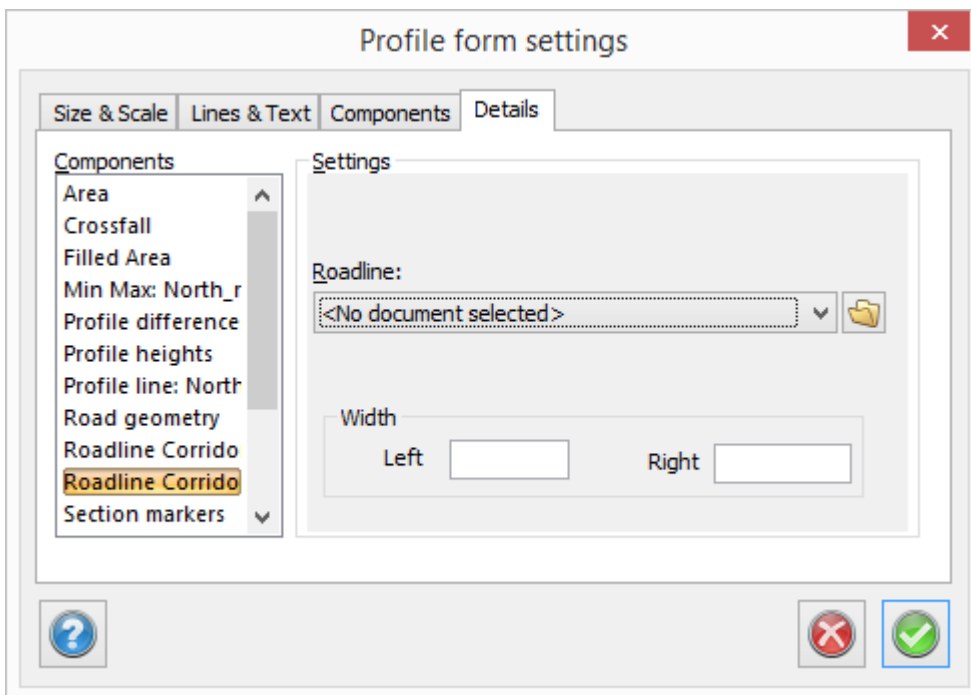 Profile form settings
Size & Scale
Lines & Text
Components
Details
Components
Area
Crossfall
Filled Area
Min Max: North_r
Profile difference
Profile heights
Profile line: North
Road geometry
Roadline Corrido
Roadline Corrido
Section markers
Settings
Roadline:
<No document selected>
Width
Left
Right